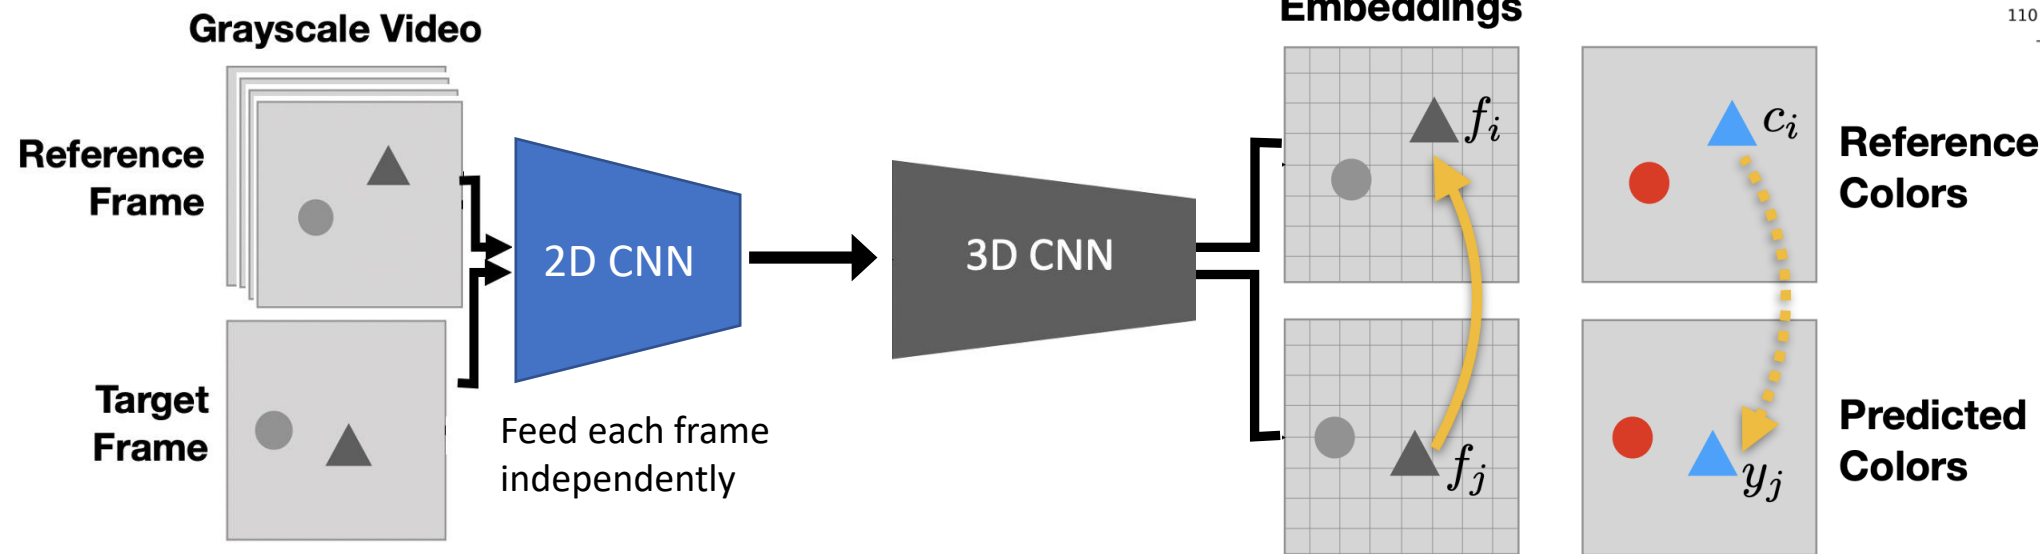 Grayscale Video
Reference
Frame
Target
Frame
2D CNN
Feed each frame
independently
3D CNN
Embeddings
f_i
f_j
c_i
y_j
Reference
Colors
Predicted
Colors
110